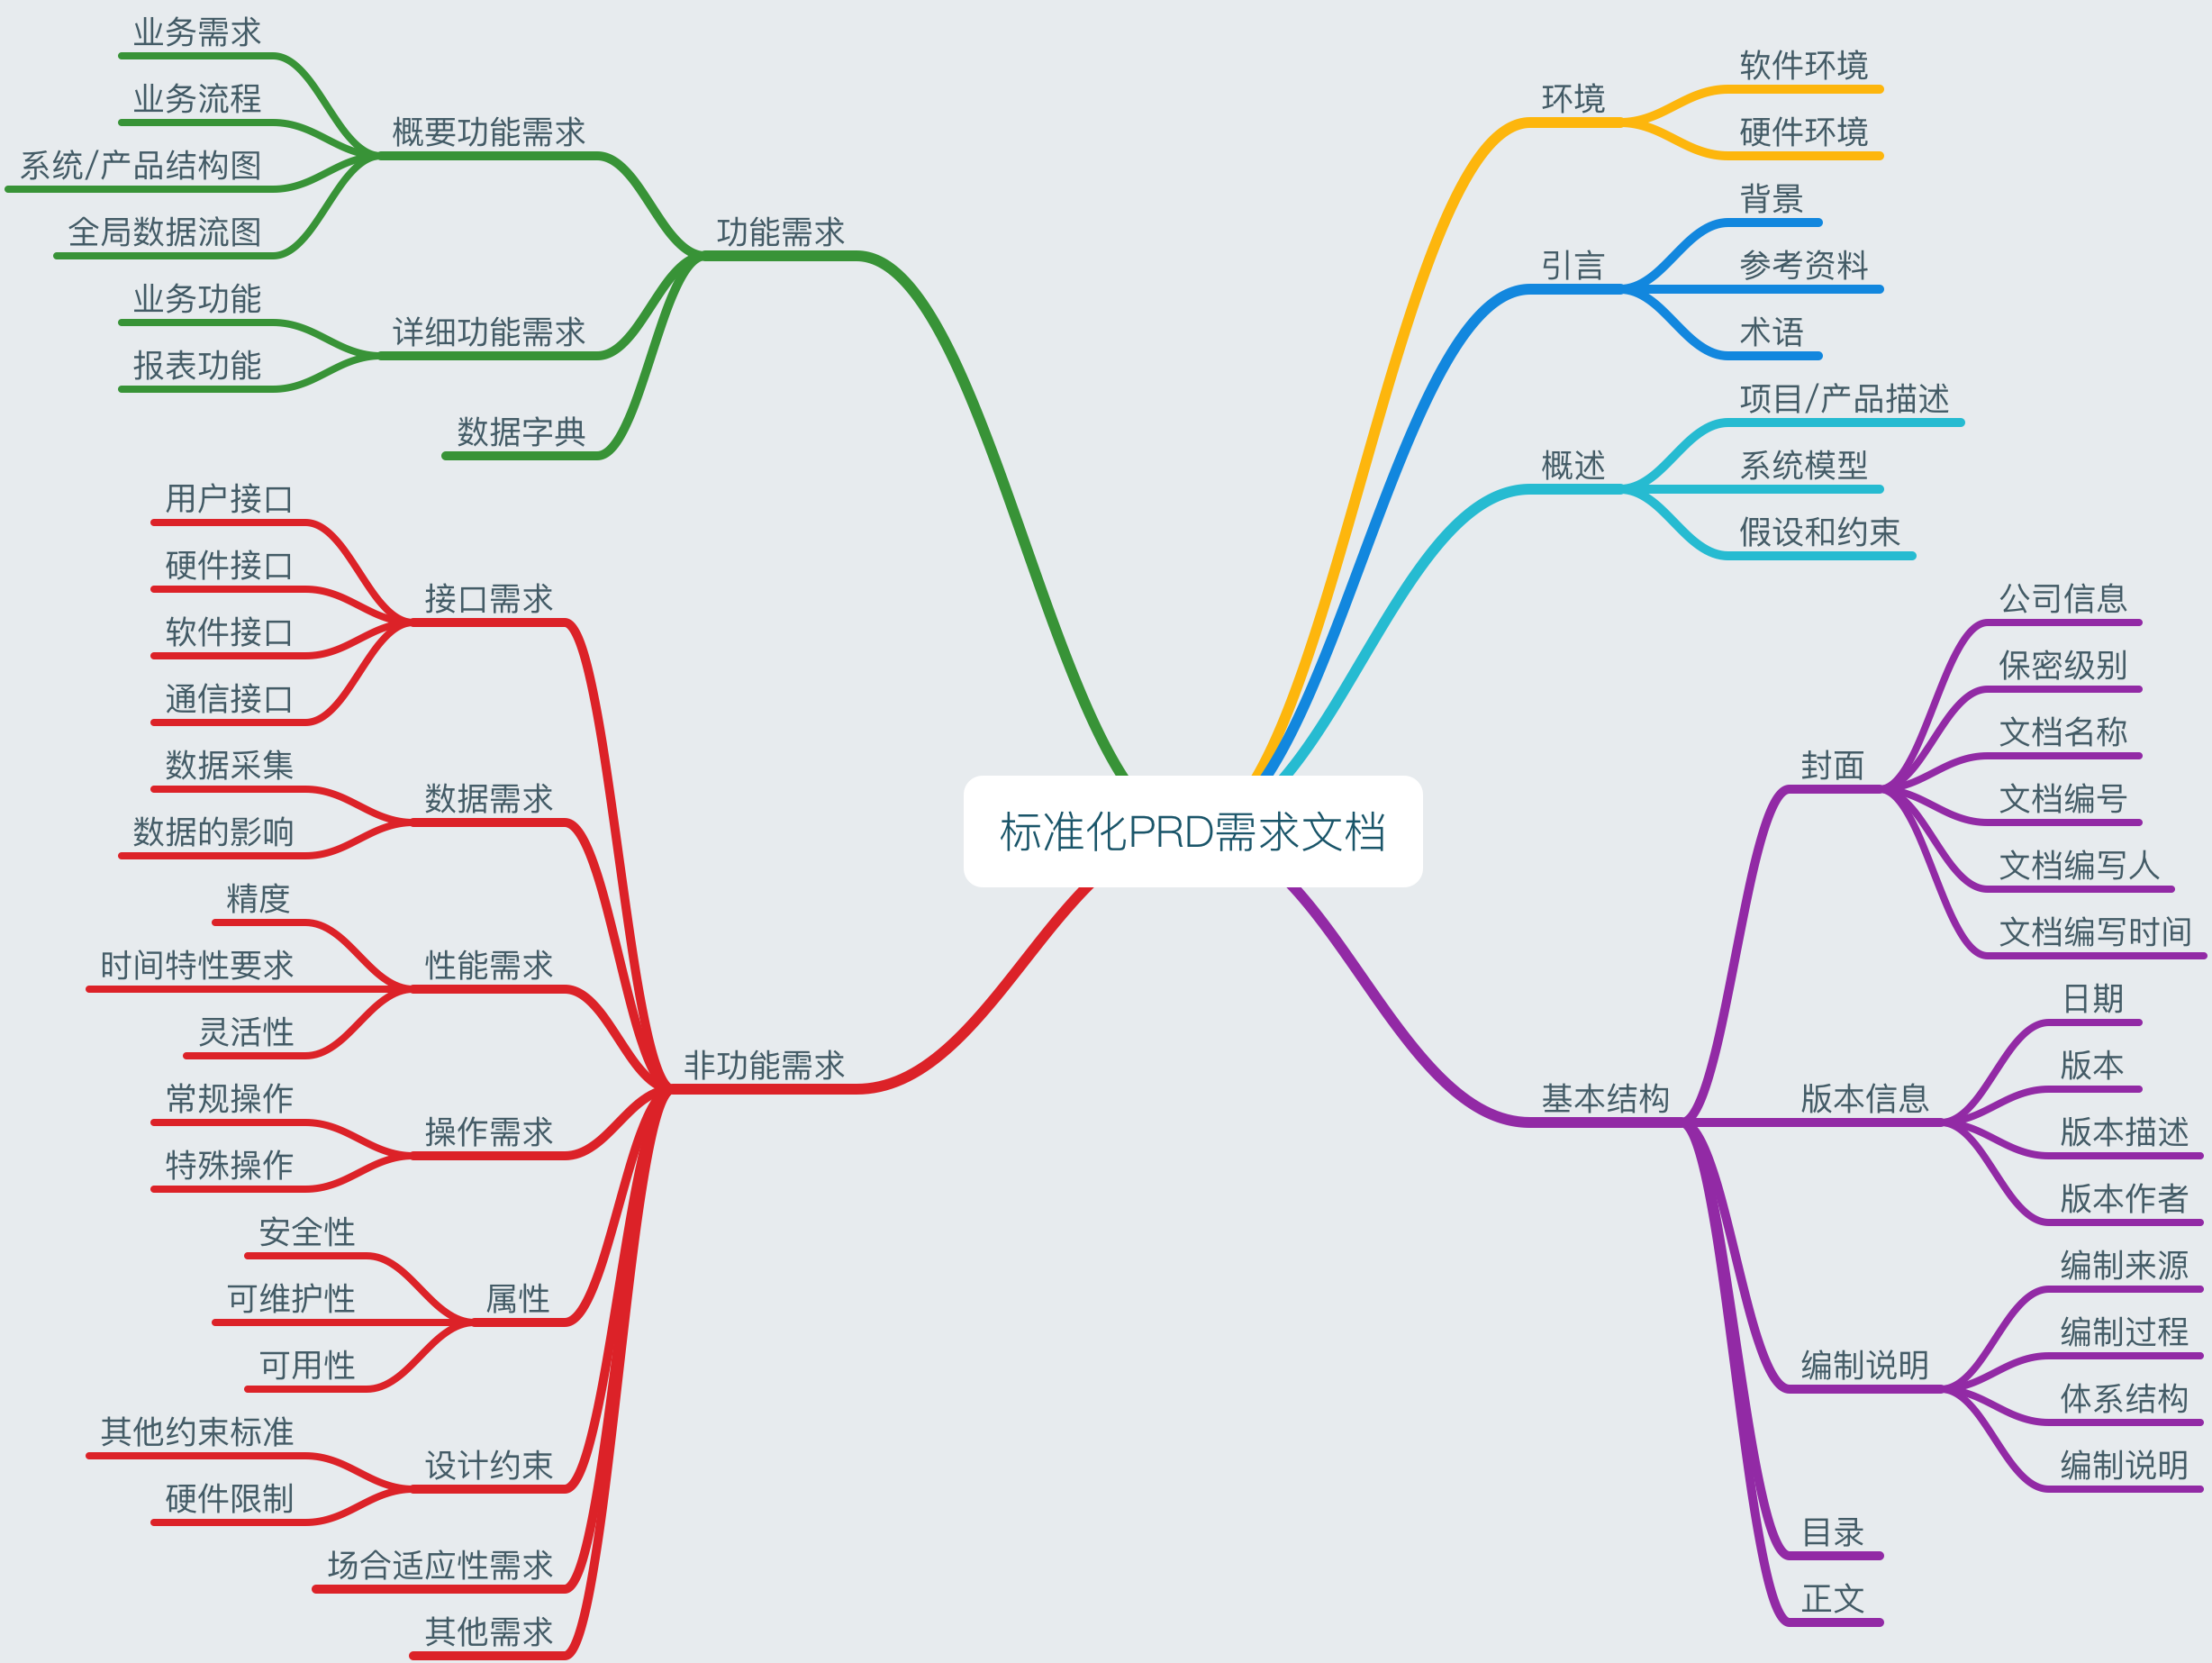 标准化PRD需求文档
环境
软件环境
硬件环境
引言
背景
参考资料
术语
概述
项目/产品描述
系统模型
假设和约束
基本结构
封面
公司信息
保密级别
文档名称
文档编号
文档编写人
文档编写时间
版本信息
日期
版本
版本描述
版本作者
编制说明
编制来源
编制过程
体系结构
编制说明
目录
正文
功能需求
概要功能需求
业务需求
业务流程
系统/产品结构图
全局数据流图
详细功能需求
业务功能
报表功能
数据字典
非功能需求
接口需求
用户接口
硬件接口
软件接口
通信接口
数据需求
数据采集
数据的影响
性能需求
精度
时间特性要求
灵活性
操作需求
常规操作
特殊操作
属性
安全性
可维护性
可用性
设计约束
其他约束标准
硬件限制
场合适应性需求
其他需求